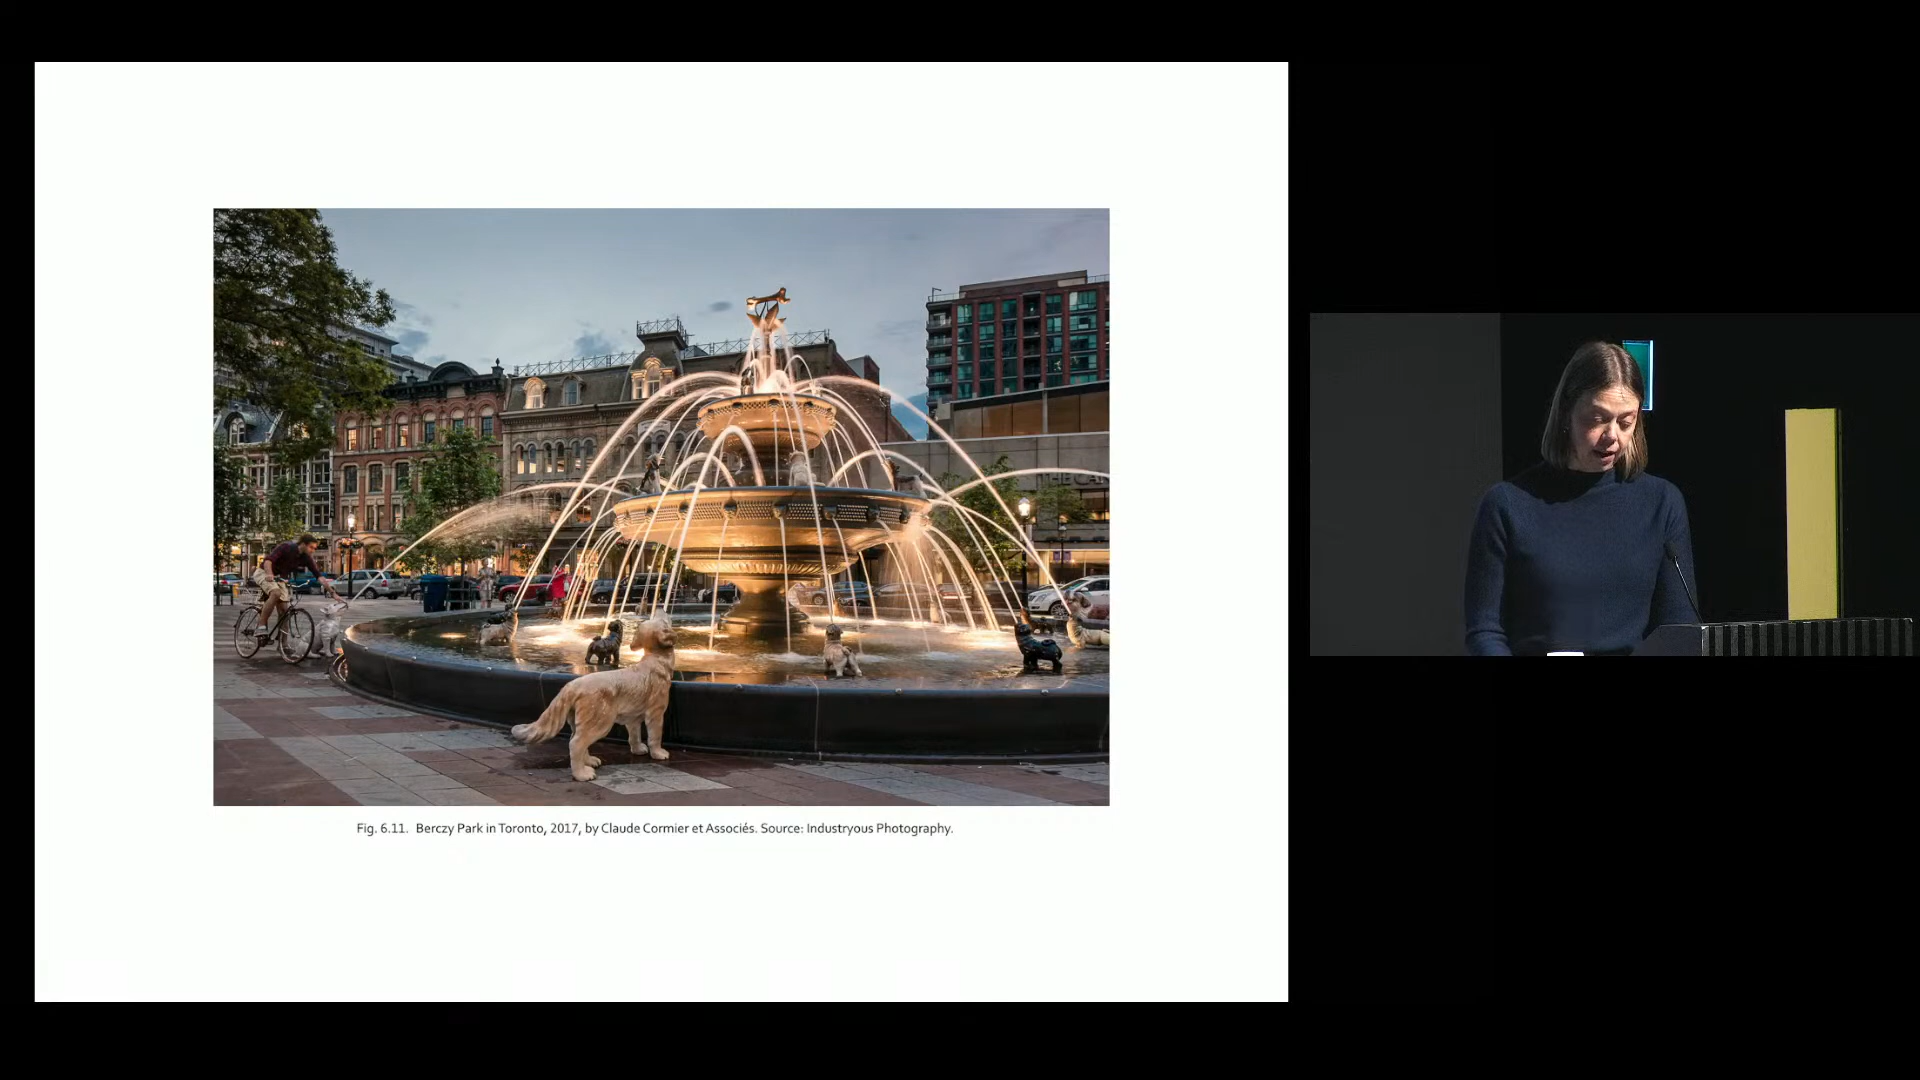 Fig. 6.11. Berczy Park in Toronto, 2017, by Claude Cormier et Associés. Source: Industryous Photography.